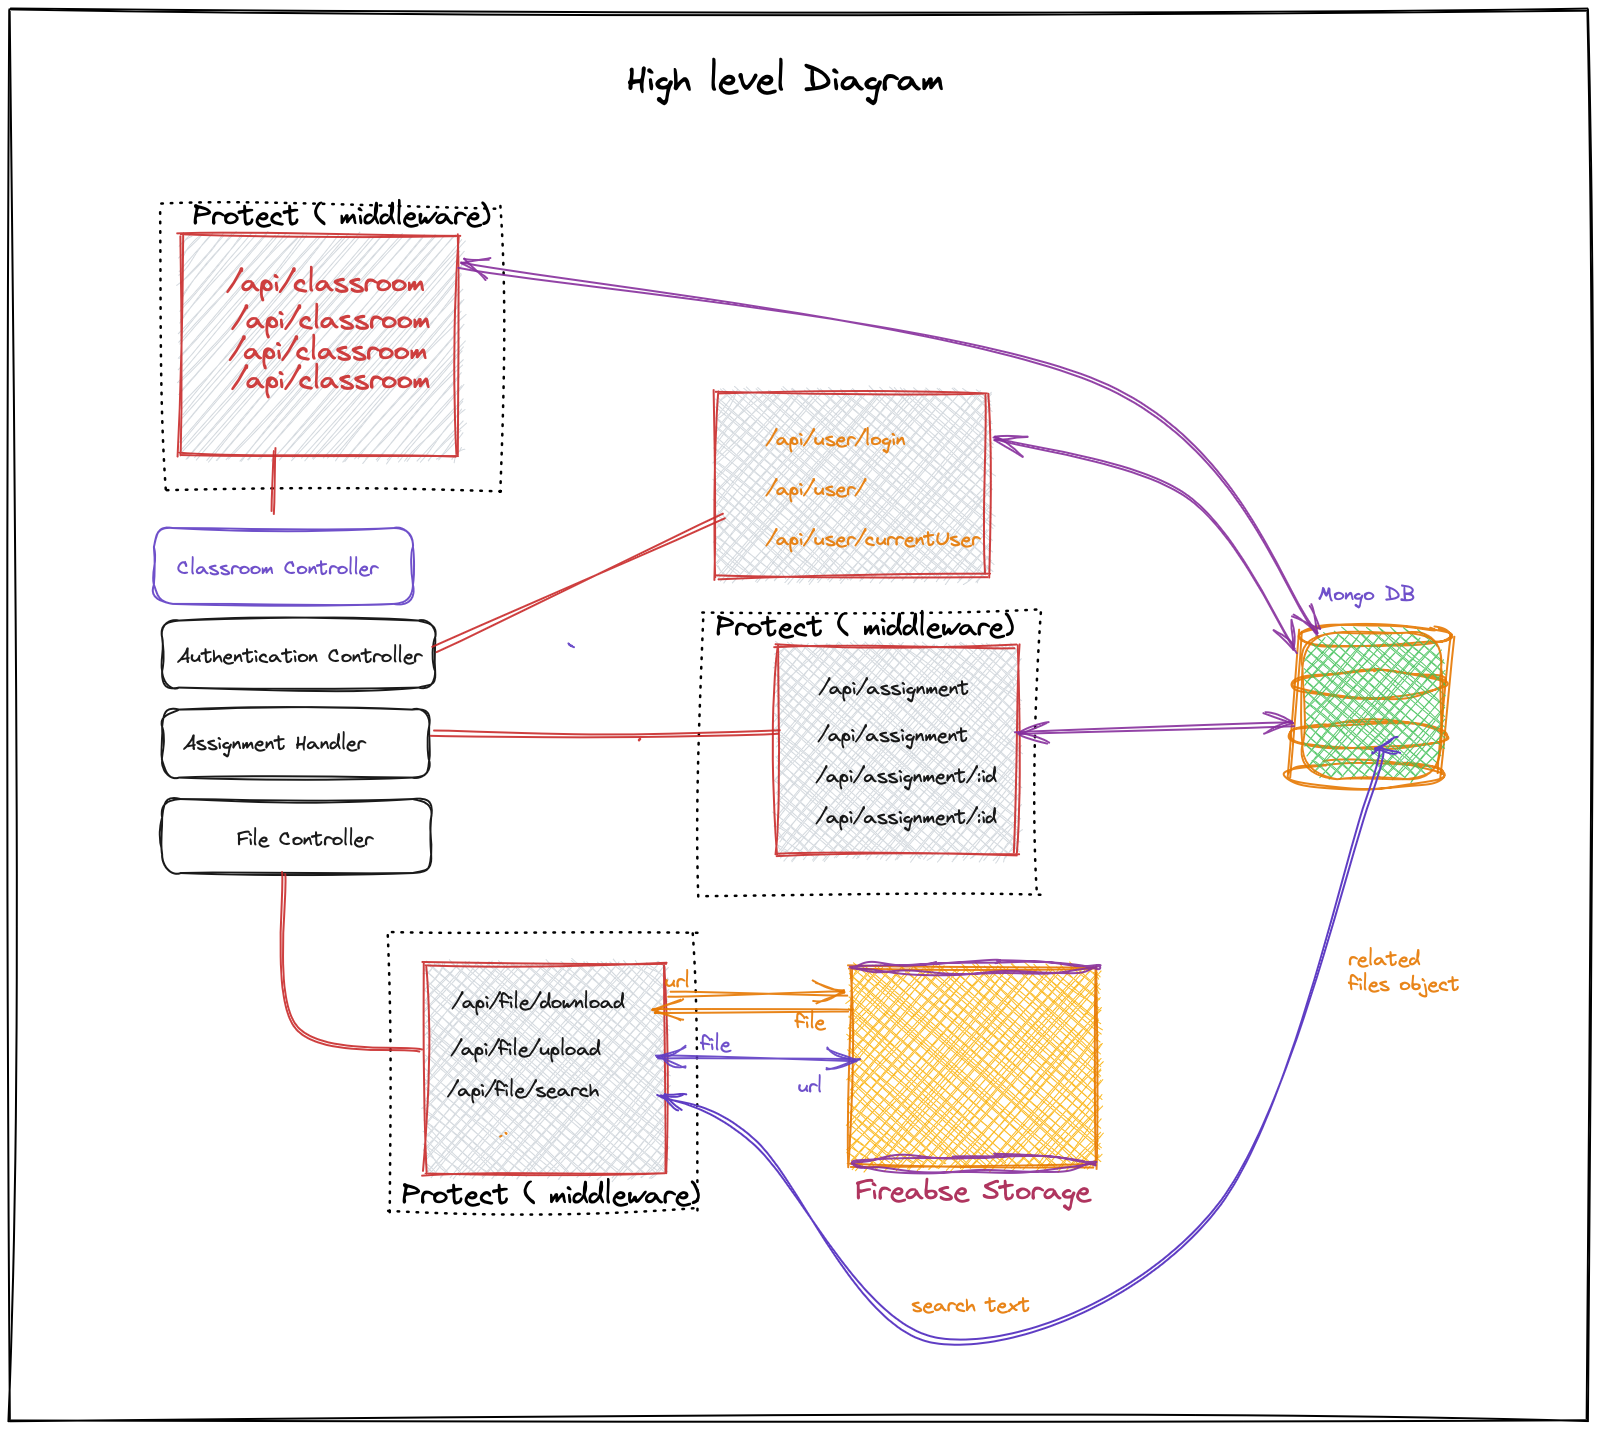 High level Diagram
Protect ( middleware)
/api/classroom
/api/classroom
/api/classroom
/api/classroom
Classroom Controller
Authentication Controller
Assignment Handler
File Controller
/api/user/login
/api/user/
/api/user/currentUser
Protect ( middleware)
/api/assignment
/api/assignment
/api/assignment/:id
/api/assignment/:id
Mongo DB
/api/file/download
/api/file/upload
/api/file/search
Protect ( middleware)
url
file
file
url
Fireabse Storage
related
files object
search text